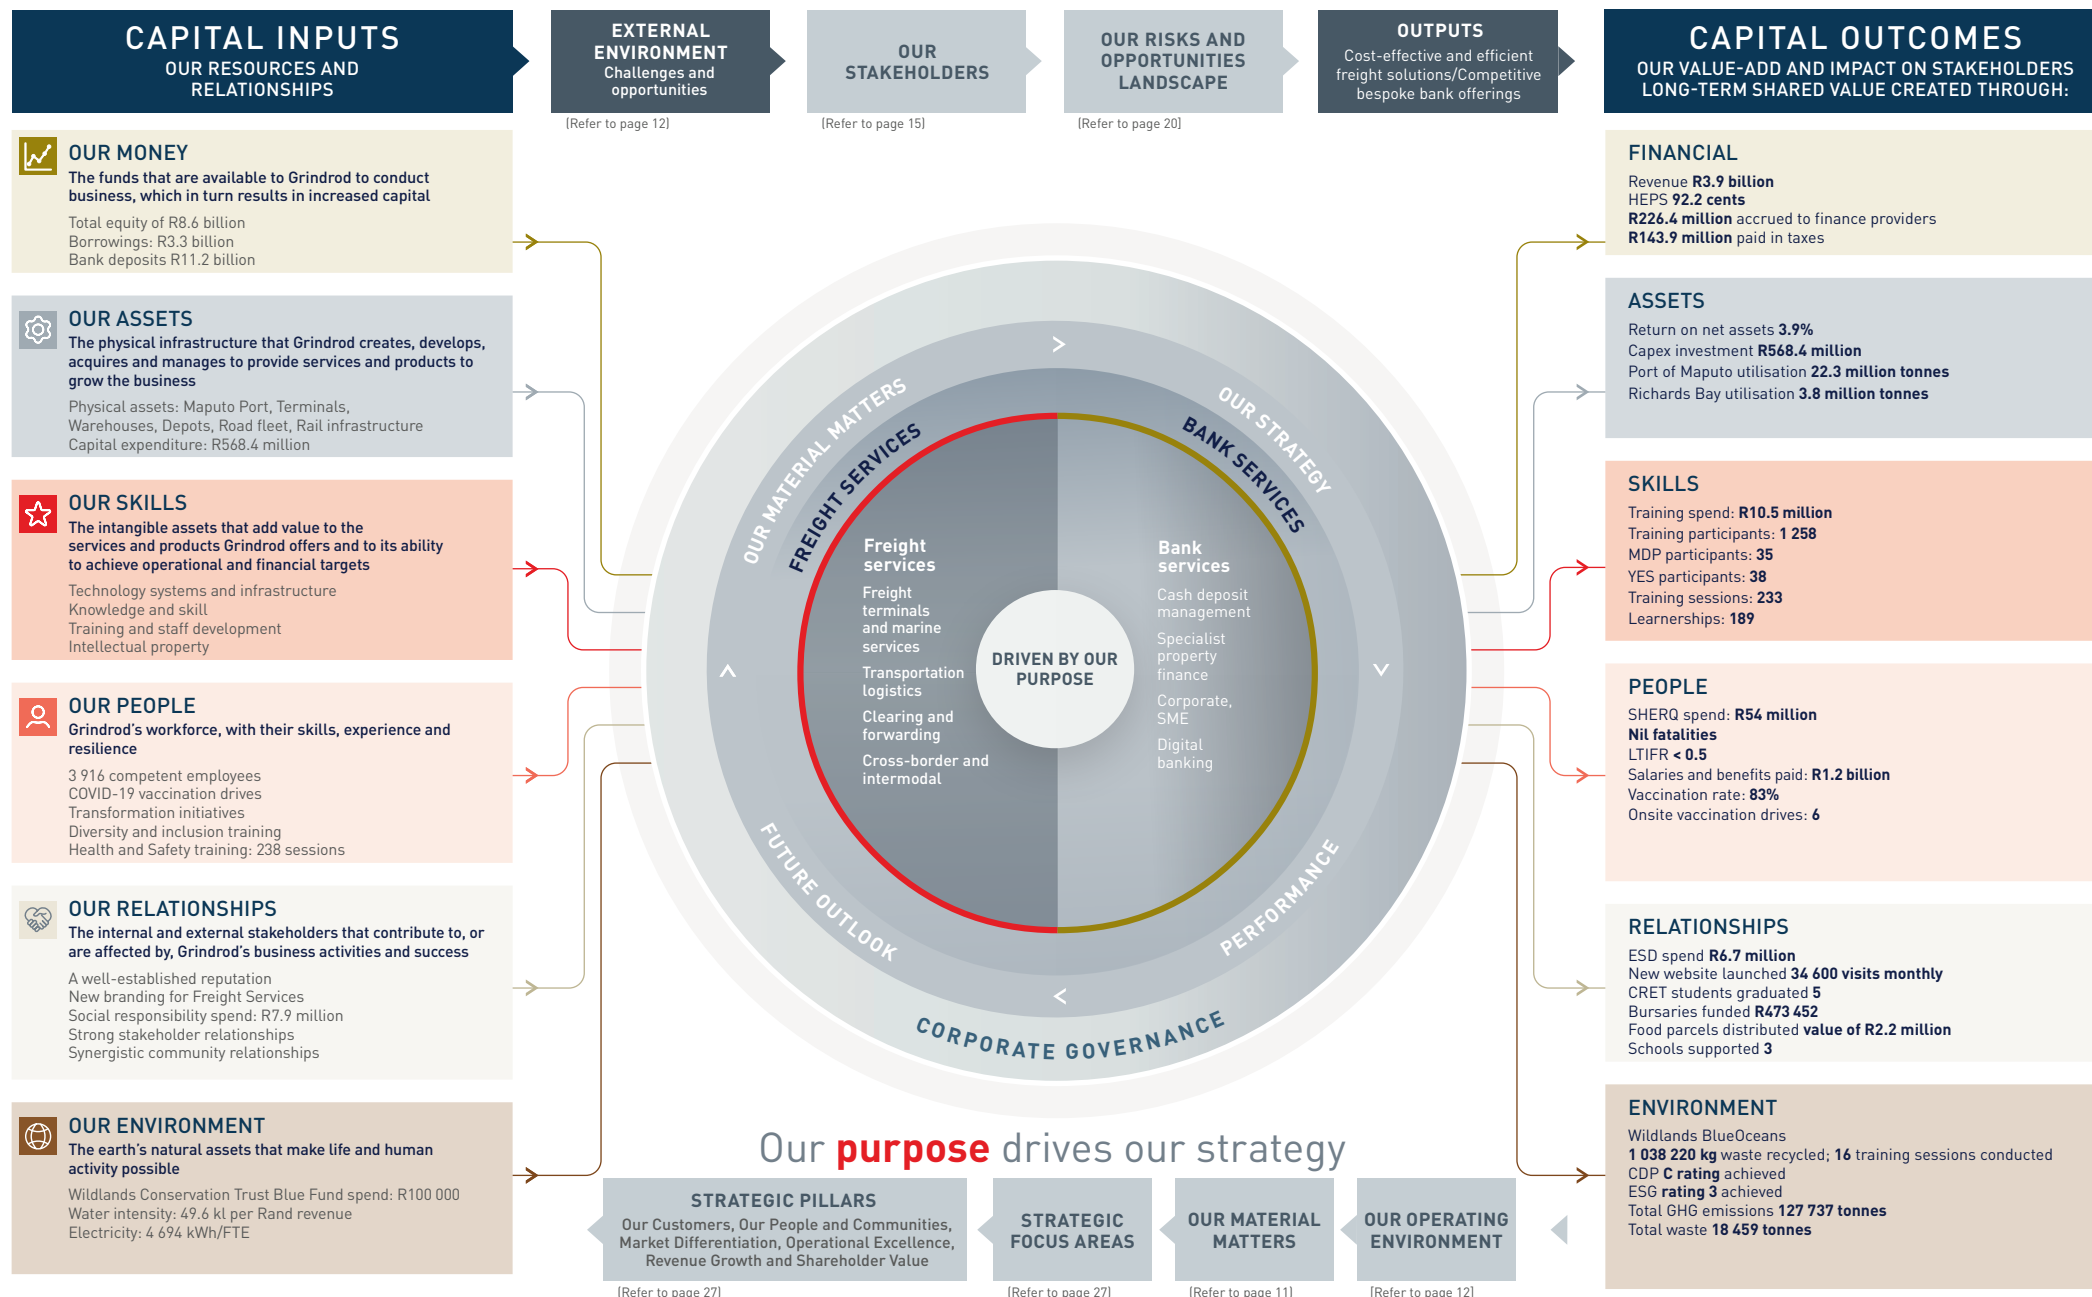 CAPITAL INPUTS
OUR RESOURCES AND
RELATIONSHIPS
EXTERNAL
ENVIRONMENT
Challenges and
opportunities
(Refer to page 12)
OUR
STAKEHOLDERS
(Refer to page 15)
OUR RISKS AND
OPPORTUNITIES
LANDSCAPE
(Refer to page 20)
OUTPUTS
Cost-effective and efficient
freight solutions/Competitive
bespoke bank offerings
CAPITAL OUTCOMES
OUR VALUE-ADD AND IMPACT ON STAKEHOLDERS
LONG-TERM SHARED VALUE CREATED THROUGH:
OUR MONEY
The funds that are available to Grindrod to conduct
business, which in turn results in increased capital
Total equity of R8.6 billion
Borrowings: R3.3 billion
Bank deposits R11.2 billion
OUR ASSETS
The physical infrastructure that Grindrod creates, develops,
acquires and manages to provide services and products to
grow the business
Physical assets: Maputo Port, Terminals,
Warehouses, Depots, Road fleet, Rail infrastructure
Capital expenditure: R568.4 million
OUR SKILLS
The intangible assets that add value to the
services and products Grindrod offers and to its ability
to achieve operational and financial targets
Technology systems and infrastructure
Knowledge and skill
Training and staff development
Intellectual property
OUR PEOPLE
Grindrod's workforce, with their skills, experience and
resilience
3 916 competent employees
COVID-19 vaccination drives
Transformation initiatives
Diversity and inclusion training
Health and Safety training: 238 sessions
OUR RELATIONSHIPS
The internal and external stakeholders that contribute to, or
are affected by, Grindrod's business activities and success
A well-established reputation
New branding for Freight Services
Social responsibility spend: R7.9 million
Strong stakeholder relationships
Synergistic community relationships
OUR ENVIRONMENT
The earth's natural assets that make life and human
activity possible
Wildlands Conservation Trust Blue Fund spend: R100 000
Water intensity: 49.6 kl per Rand revenue
Electricity: 4 694 kWh/FTE
OUR MATERIAL MATTERS
OUR STRATEGY
FREIGHT SERVICES
BANK SERVICES
Freight
services
Freight
terminals
and marine
services
Transportation
logistics
Clearing and
forwarding
Cross-border and
intermodal
DRIVEN BY OUR
PURPOSE
Bank
services
Cash deposit
management
Specialist
property
finance
Corporate,
SME
Digital
banking
FUTURE OUTLOOK
PERFORMANCE
CORPORATE GOVERNANCE
Our purpose drives our strategy
STRATEGIC PILLARS
Our Customers, Our People and Communities,
Market Differentiation, Operational Excellence,
Revenue Growth and Shareholder Value
(Refer to page 27)
STRATEGIC
FOCUS AREAS
(Refer to page 27)
OUR MATERIAL
MATTERS
(Refer to page 11)
OUR OPERATING
ENVIRONMENT
(Refer to page 12)
FINANCIAL
Revenue R3.9 billion
HEPS 92.2 cents
R226.4 million accrued to finance providers
R143.9 million paid in taxes
ASSETS
Return on net assets 3.9%
Capex investment R568.4 million
Port of Maputo utilisation 22.3 million tonnes
Richards Bay utilisation 3.8 million tonnes
SKILLS
Training spend: R10.5 million
Training participants: 1 258
MDP participants: 35
YES participants: 38
Training sessions: 233
Learnerships: 189
PEOPLE
SHERQ spend: R54 million
Nil fatalities
LTIFR < 0.5
Salaries and benefits paid: R1.2 billion
Vaccination rate: 83%
Onsite vaccination drives: 6
RELATIONSHIPS
ESD spend R6.7 million
New website launched 34 600 visits monthly
CRET students graduated 5
Bursaries funded R473 452
Food parcels distributed value of R2.2 million
Schools supported 3
ENVIRONMENT
Wildlands BlueOceans
1 038 220 kg waste recycled; 16 training sessions conducted
CDP C rating achieved
ESG rating 3 achieved
Total GHG emissions 127 737 tonnes
Total waste 18 459 tonnes